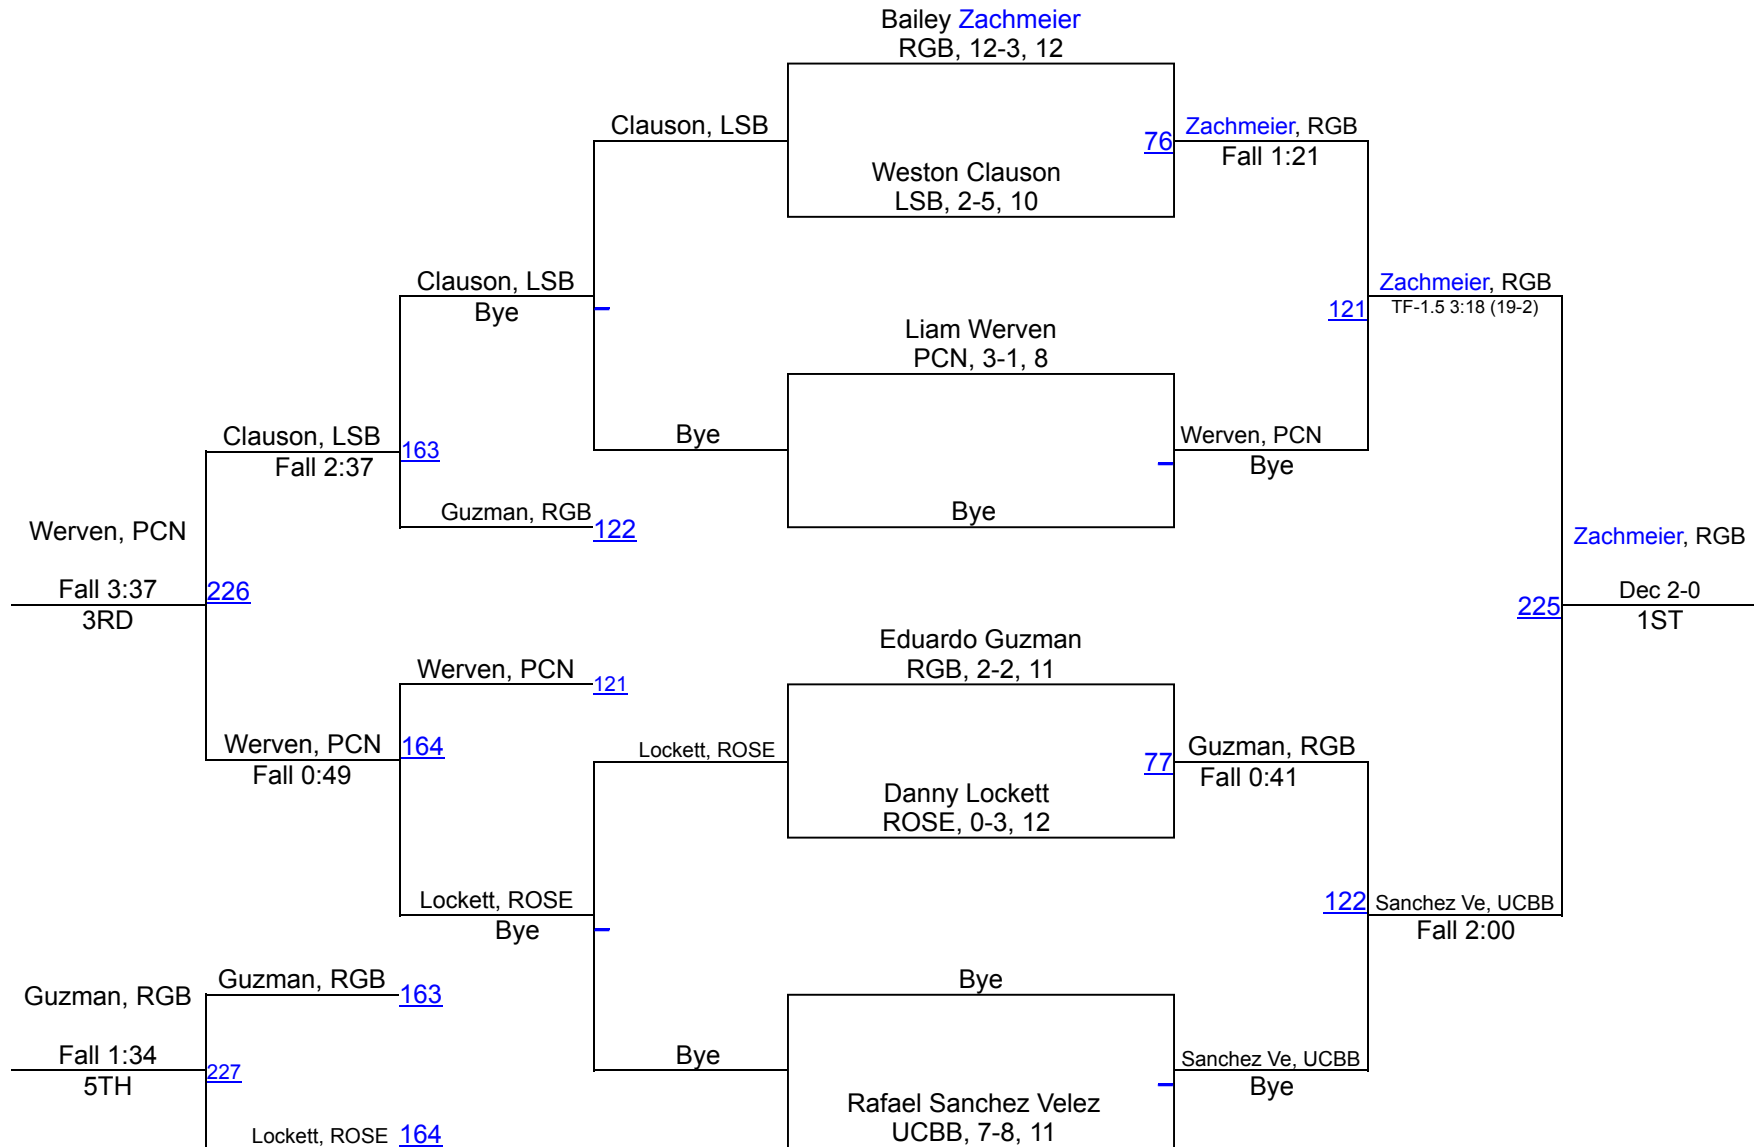 Bailey Zachmeier
RGB, 12-3, 12
Clauson, LSB
76
Zachmeier, RGB
Fall 1:21
Weston Clauson
LSB, 2-5, 10
Clauson, LSB
Bye
Zachmeier, RGB
121
TF-1.5 3:18 (19-2)
Liam Werven
PCN, 3-1, 8
Clauson, LSB
163
Fall 2:37
Bye
Werven, PCN
Bye
Guzman, RGB
122
Bye
Werven, PCN
Fall 3:37
226
3RD
Zachmeier, RGB
225
Dec 2-0
1ST
Eduardo Guzman
RGB, 2-2, 11
Werven, PCN
121
Werven, PCN
164
Fall 0:49
Lockett, ROSE
77
Guzman, RGB
Fall 0:41
Danny Lockett
ROSE, 0-3, 12
Lockett, ROSE
Bye
122
Sanchez Ve, UCBB
Fall 2:00
Guzman, RGB
Guzman, RGB
163
Bye
Fall 1:34
227
5TH
Bye
Sanchez Ve, UCBB
Bye
Rafael Sanchez Velez
UCBB, 7-8, 11
Lockett, ROSE
164